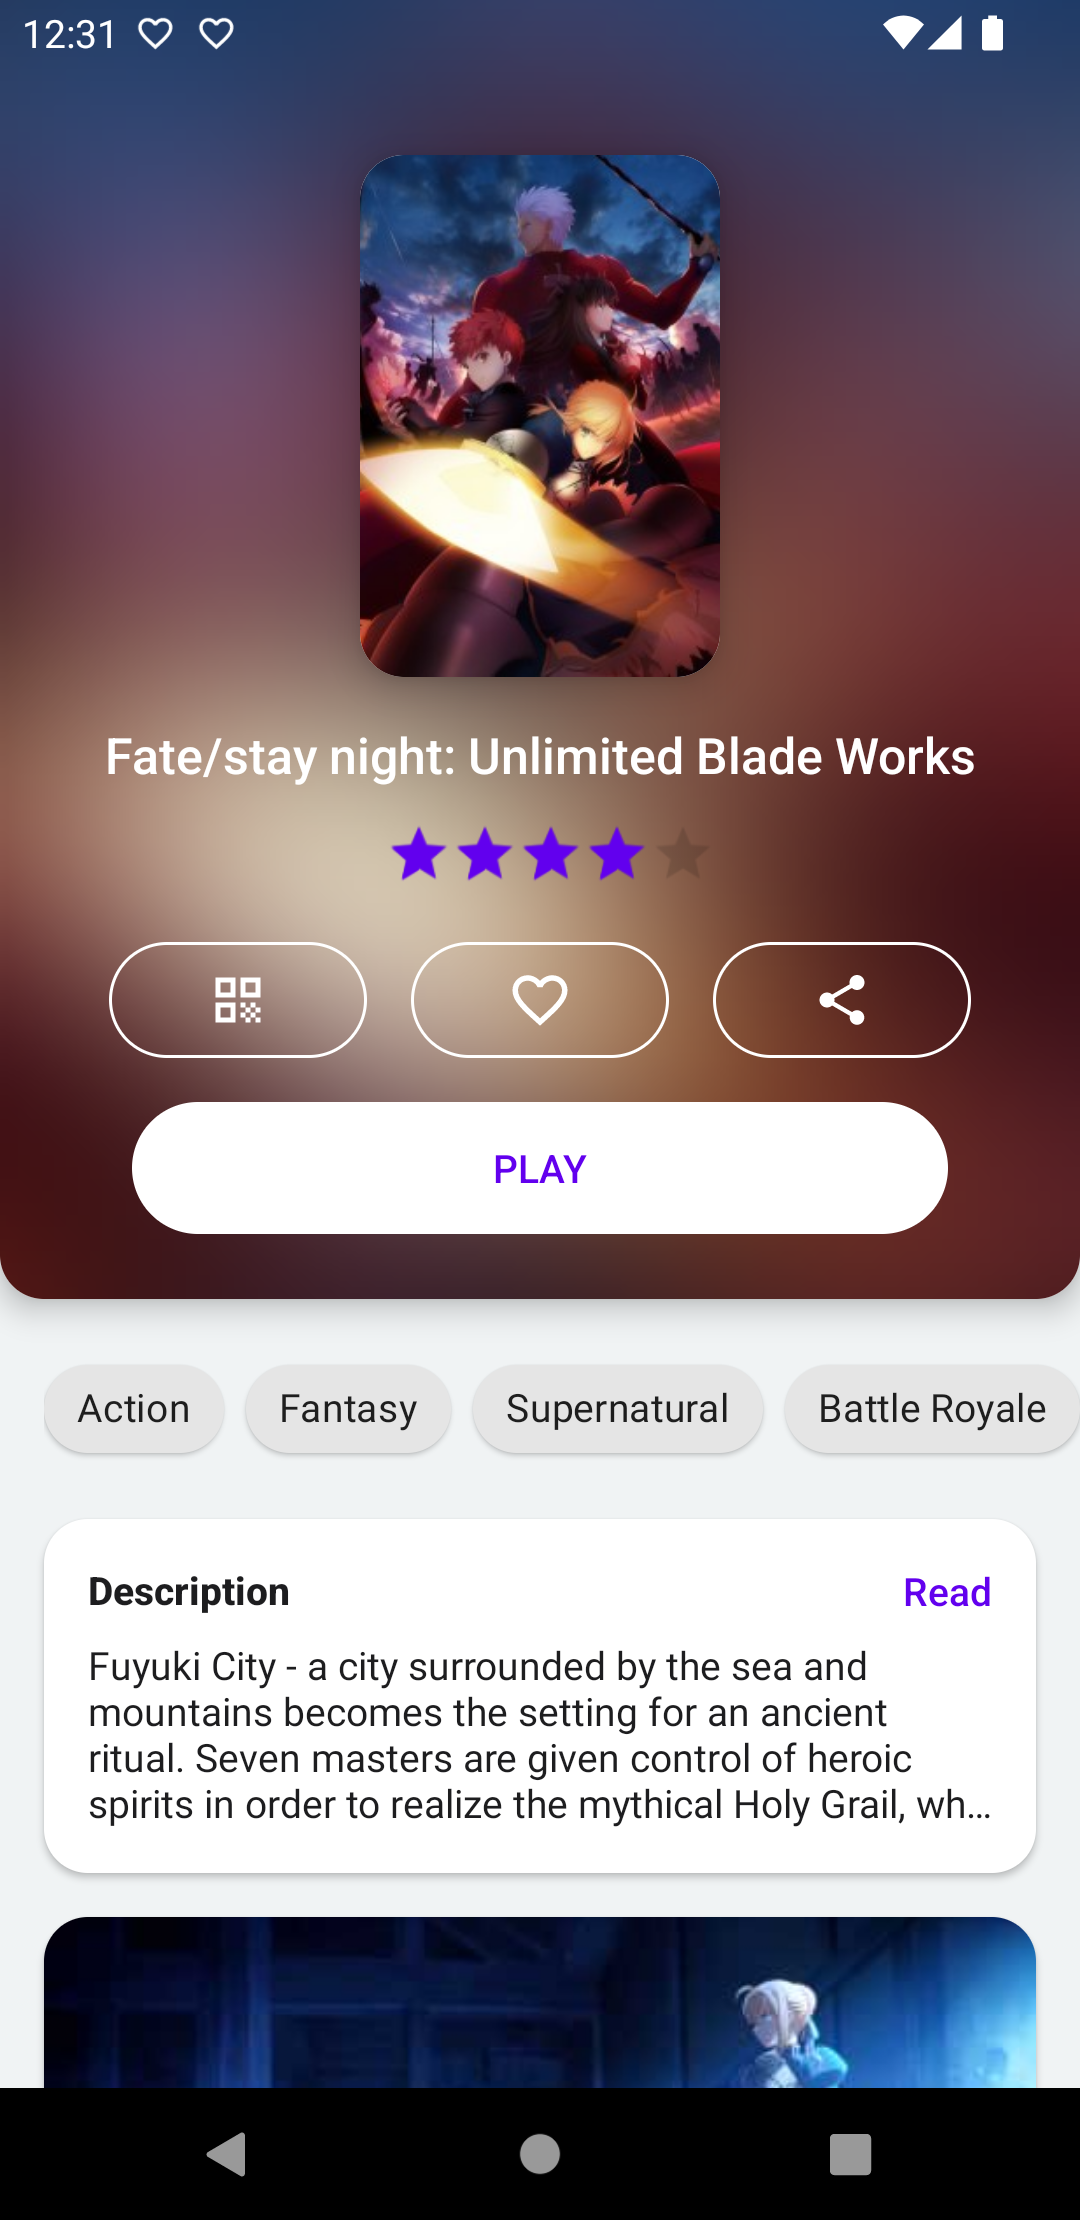 12:31
Fate/stay night: Unlimited Blade Works
PLAY
Action Fantasy Supernatural Battle Royale
Description Read
Fuyuki City - a city surrounded by the sea and
mountains becomes the setting for an ancient
ritual. Seven masters are given control of heroic
spirits in order to realize the mythical Holy Grail, wh...